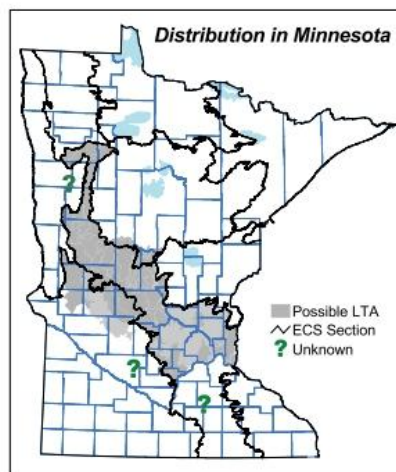 Distribution in Minnesota
?
Possible LTA
ECS Section
? Unknown
?
?